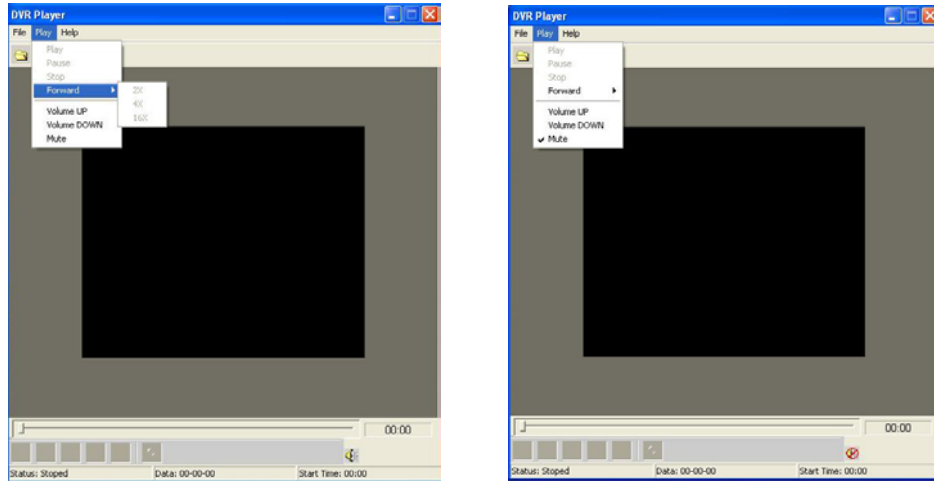 DVR Player
File Play Help
Play
Pause
Stop
Forward
2X
4X
16X
Volume UP
Volume DOWN
Mute
00:00
Status: Stoped
Data: 00-00-00
Start Time: 00:00
DVR Player
File Play Help
Play
Pause
Stop
Forward
Volume UP
Volume DOWN
Mute
00:00
Status: Stoped
Data: 00-00-00
Start Time: 00:00